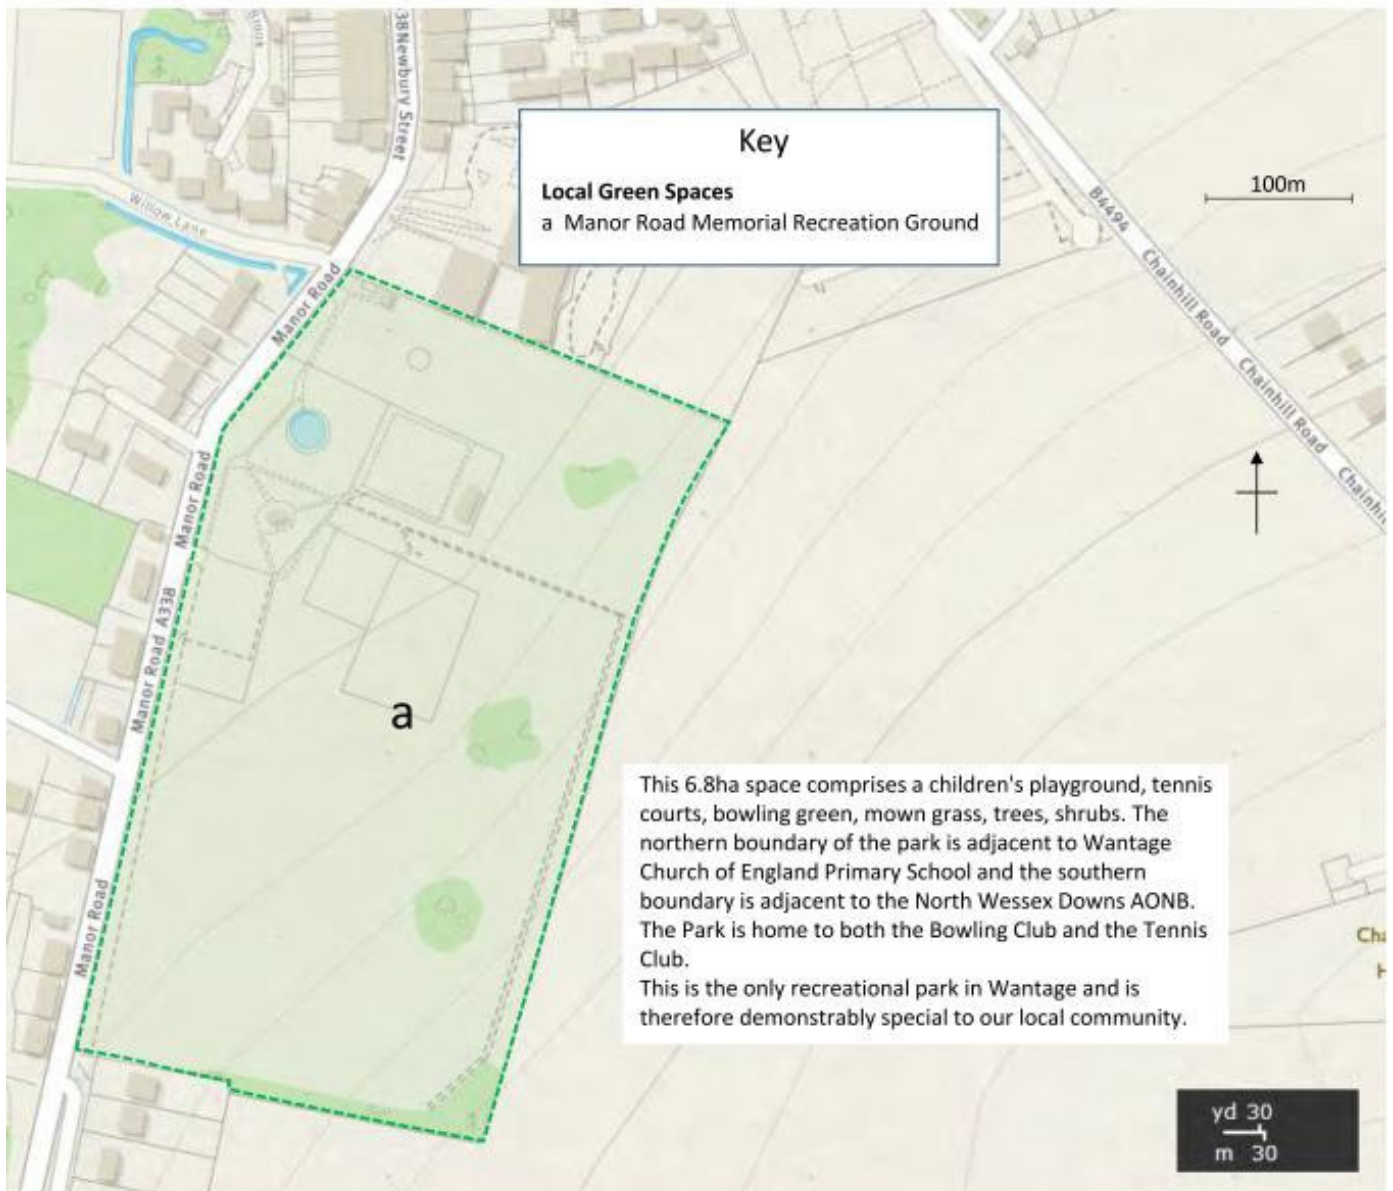 Brook
A38Newbury Street
Key
Local Green Spaces
a Manor Road Memorial Recreation Ground
100m
B4494
Willow Lane
Chainhill Road
Manor Road
Chainhill Road
Manor Road
Manor Road A338
a
This 6.8ha space comprises a children's playground, tennis
courts, bowling green, mown grass, trees, shrubs. The
northern boundary of the park is adjacent to Wantage
Church of England Primary School and the southern
boundary is adjacent to the North Wessex Downs AONB.
The Park is home to both the Bowling Club and the Tennis
Club.
This is the only recreational park in Wantage and is
therefore demonstrably special to our local community.
Manor Road
yd 30
m 30